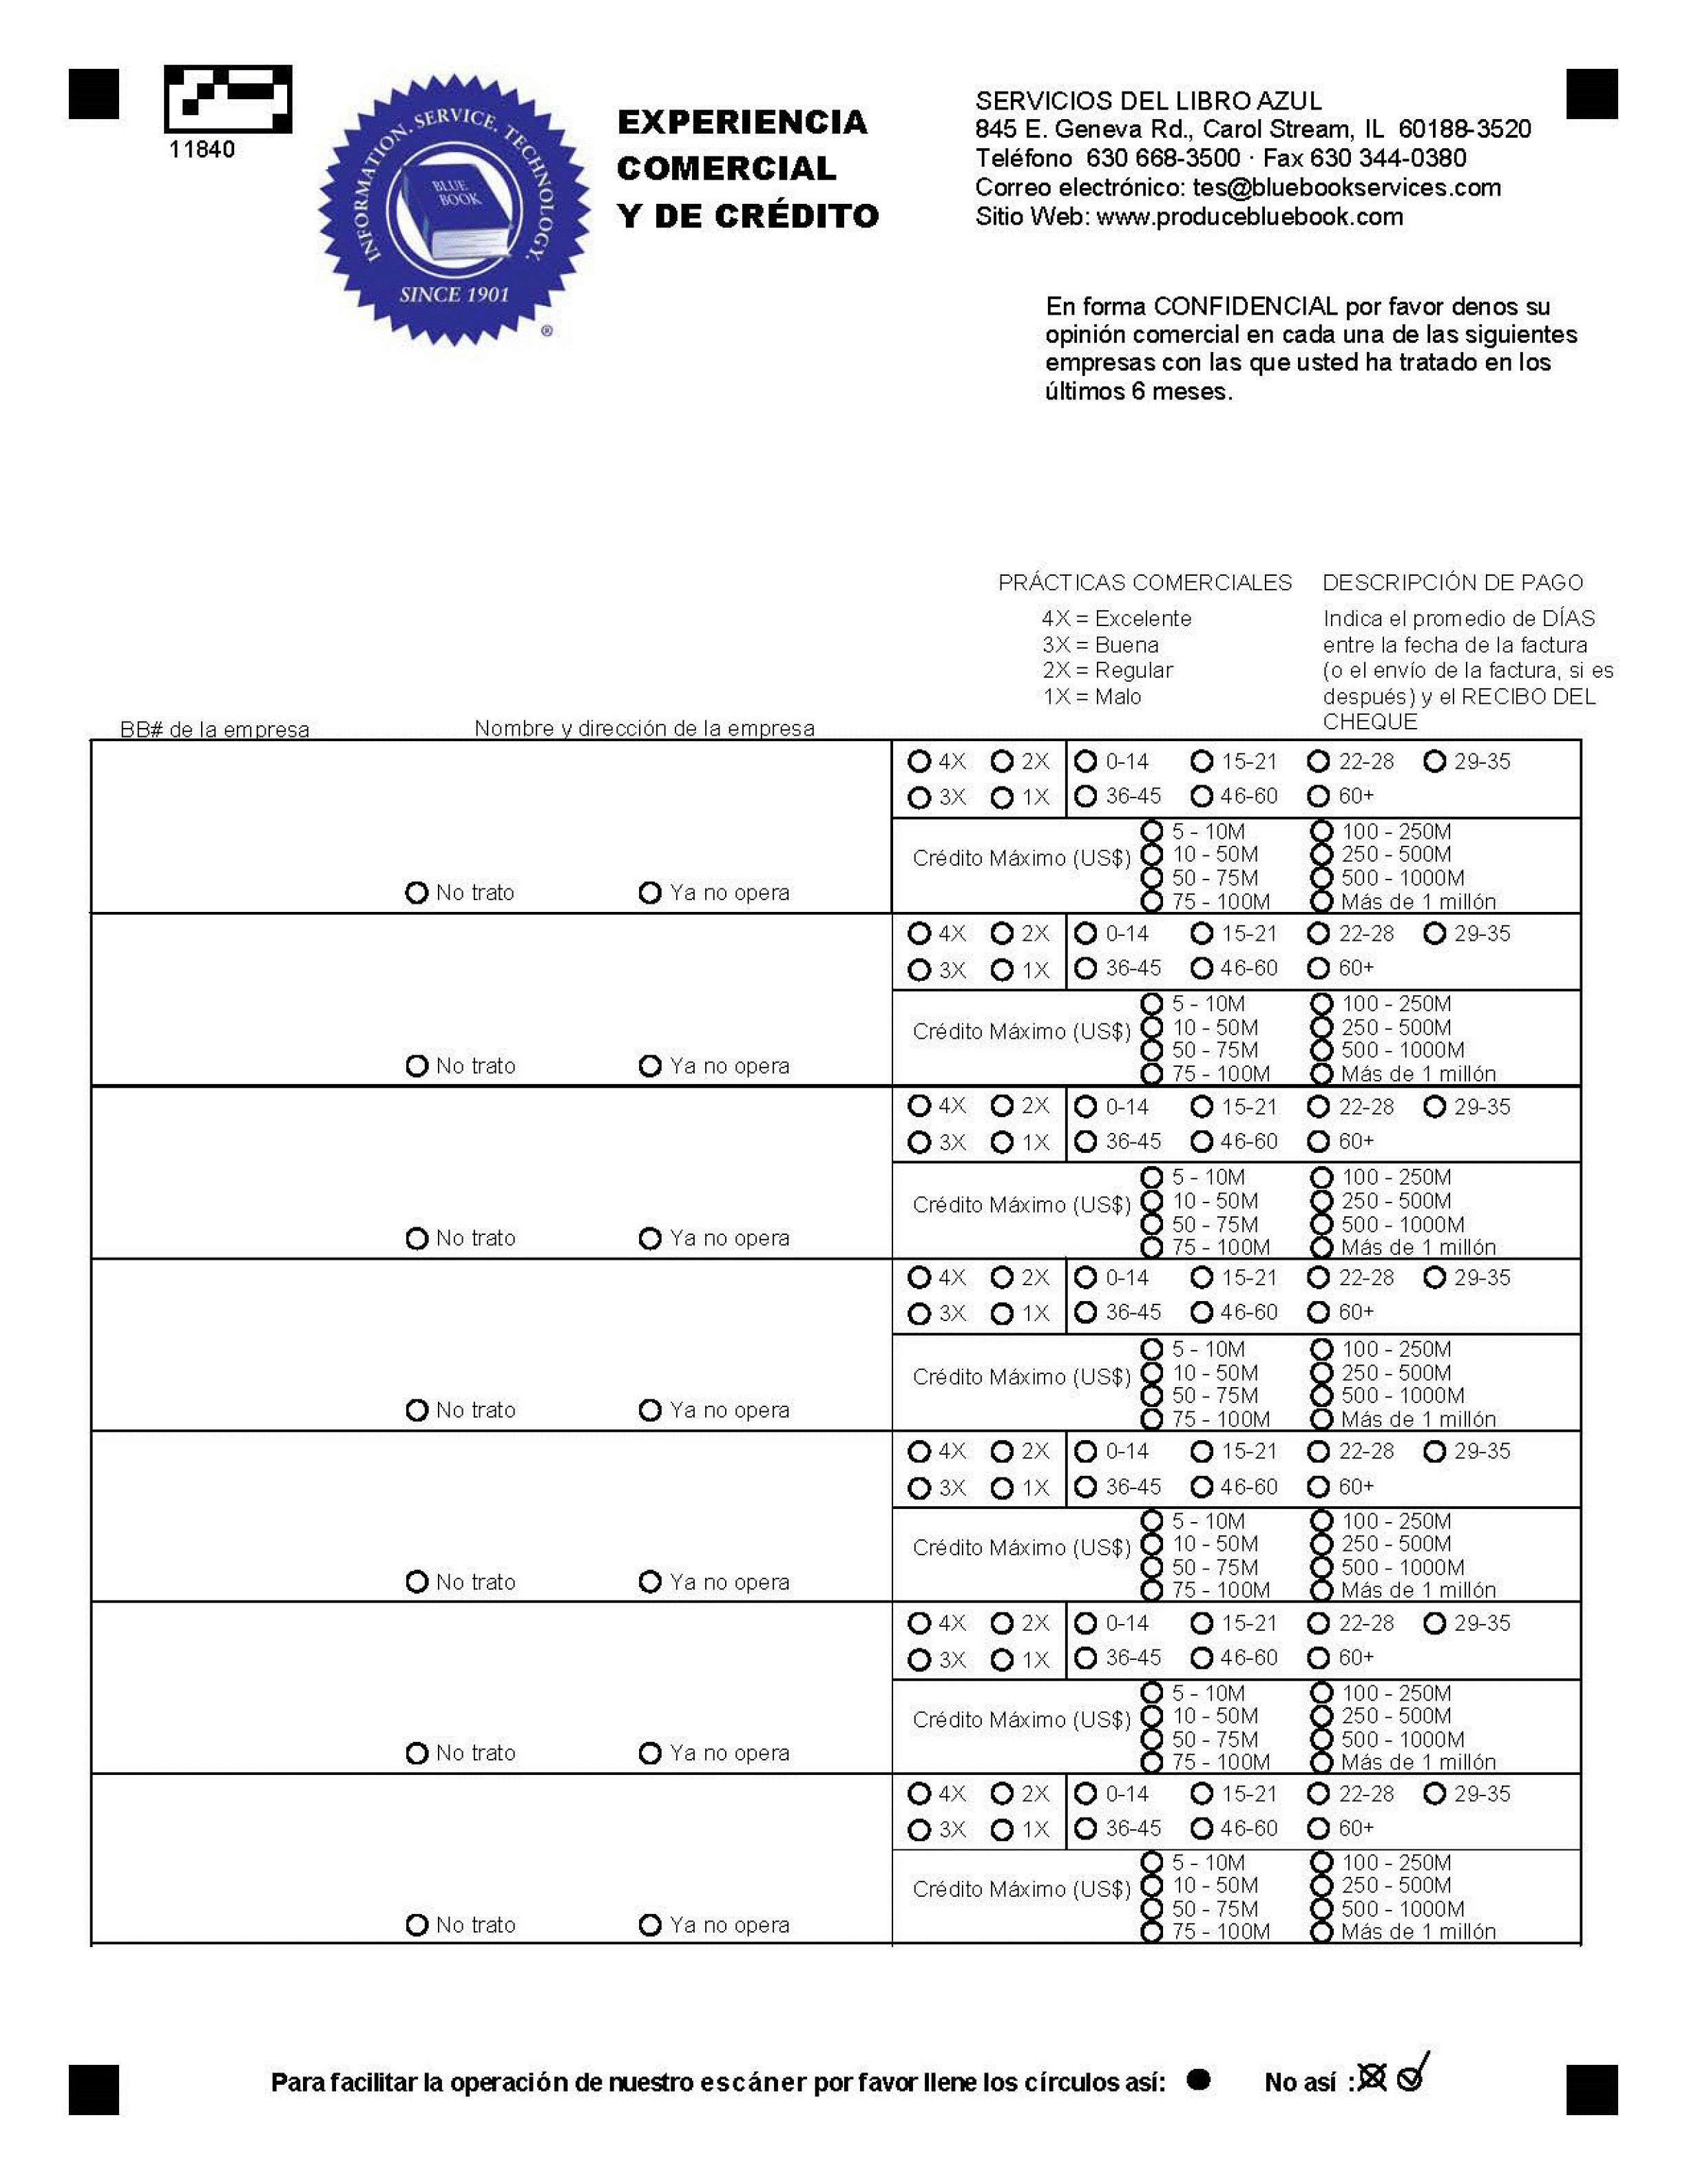 11840
INFORMATION. SERVICE. TECHNOLOGY.
BLUE
BOOK
SINCE 1901
®
EXPERIENCIA
COMERCIAL
Y DE CRÉDITO
SERVICIOS DEL LIBRO AZUL
845 E. Geneva Rd., Carol Stream, IL 60188-3520
Teléfono 630 668-3500 · Fax 630 344-0380
Correo electrónico: tes@bluebookservices.com
Sitio Web: www.producebluebook.com
En forma CONFIDENCIAL por favor denos su
opinión comercial en cada una de las siguientes
empresas con las que usted ha tratado en los
últimos 6 meses.
PRÁCTICAS COMERCIALES
4X = Excelente
3X = Buena
2X = Regular
1X = Malo
DESCRIPCIÓN DE PAGO
Indica el promedio de DÍAS
entre la fecha de la factura
(o el envío de la factura, si es
después) y el RECIBO DEL
CHEQUE
BB# de la empresa Nombre y dirección de la empresa
4X 2X 0-14 15-21 22-28 29-35
3X 1X 36-45 46-60 60+
Crédito Máximo (US$)
5 - 10M 100 - 250M
10 - 50M 250 - 500M
50 - 75M 500 - 1000M
75 - 100M Más de 1 millón
No trato Ya no opera
4X 2X 0-14 15-21 22-28 29-35
3X 1X 36-45 46-60 60+
Crédito Máximo (US$)
5 - 10M 100 - 250M
10 - 50M 250 - 500M
50 - 75M 500 - 1000M
75 - 100M Más de 1 millón
No trato Ya no opera
4X 2X 0-14 15-21 22-28 29-35
3X 1X 36-45 46-60 60+
Crédito Máximo (US$)
5 - 10M 100 - 250M
10 - 50M 250 - 500M
50 - 75M 500 - 1000M
75 - 100M Más de 1 millón
No trato Ya no opera
4X 2X 0-14 15-21 22-28 29-35
3X 1X 36-45 46-60 60+
Crédito Máximo (US$)
5 - 10M 100 - 250M
10 - 50M 250 - 500M
50 - 75M 500 - 1000M
75 - 100M Más de 1 millón
No trato Ya no opera
4X 2X 0-14 15-21 22-28 29-35
3X 1X 36-45 46-60 60+
Crédito Máximo (US$)
5 - 10M 100 - 250M
10 - 50M 250 - 500M
50 - 75M 500 - 1000M
75 - 100M Más de 1 millón
No trato Ya no opera
4X 2X 0-14 15-21 22-28 29-35
3X 1X 36-45 46-60 60+
Crédito Máximo (US$)
5 - 10M 100 - 250M
10 - 50M 250 - 500M
50 - 75M 500 - 1000M
75 - 100M Más de 1 millón
No trato Ya no opera
4X 2X 0-14 15-21 22-28 29-35
3X 1X 36-45 46-60 60+
Crédito Máximo (US$)
5 - 10M 100 - 250M
10 - 50M 250 - 500M
50 - 75M 500 - 1000M
75 - 100M Más de 1 millón
No trato Ya no opera
Para facilitar la operación de nuestro escáner por favor llene los círculos así: No así :